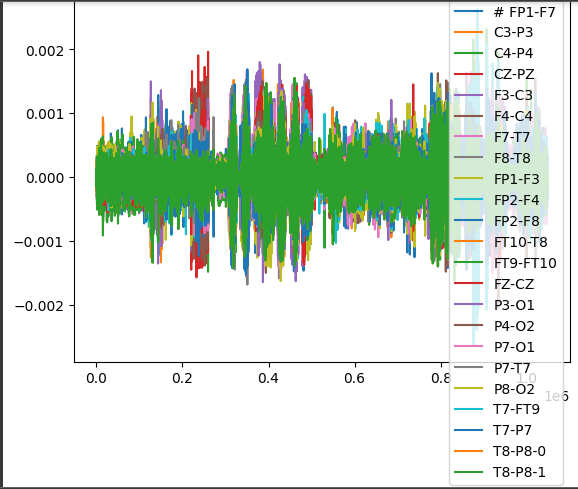 # FP1-F7
C3-P3
C4-P4
CZ-PZ
F3-C3
F4-C4
F7-T7
F8-T8
FP1-F3
FP2-F4
FP2-F8
FT10-T8
FT9-FT10
FZ-CZ
P3-O1
P4-O2
P7-O1
P7-T7
P8-O2
T7-FT9
T7-P7
T8-P8-0
T8-P8-1
0.002
0.001
0.000
−0.001
−0.002
0.0 0.2 0.4 0.6 0.8 1.0
1e6